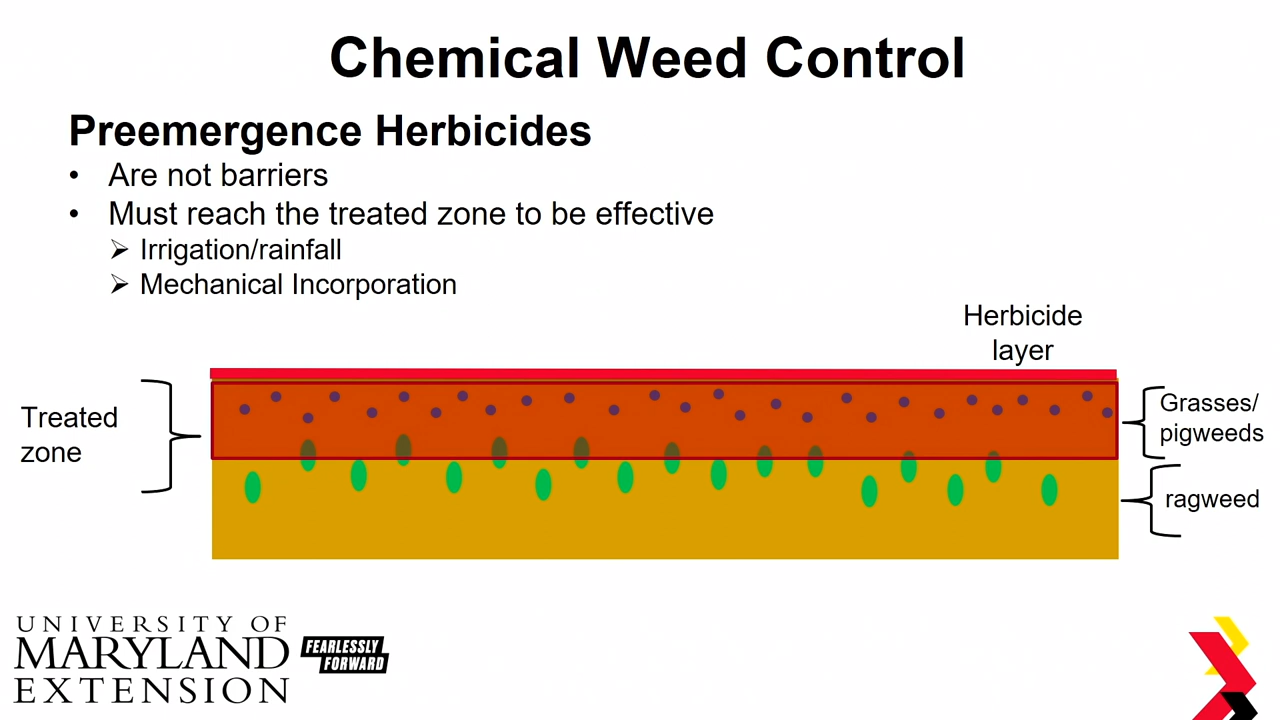 Chemical Weed Control
Preemergence Herbicides
• Are not barriers
• Must reach the treated zone to be effective
➢ Irrigation/rainfall
➢ Mechanical Incorporation
Herbicide
layer
Treated
zone
Grasses/
pigweeds
ragweed
UNIVERSITY OF
MARYLAND
EXTENSION
FEARLESSLY
FORWARD